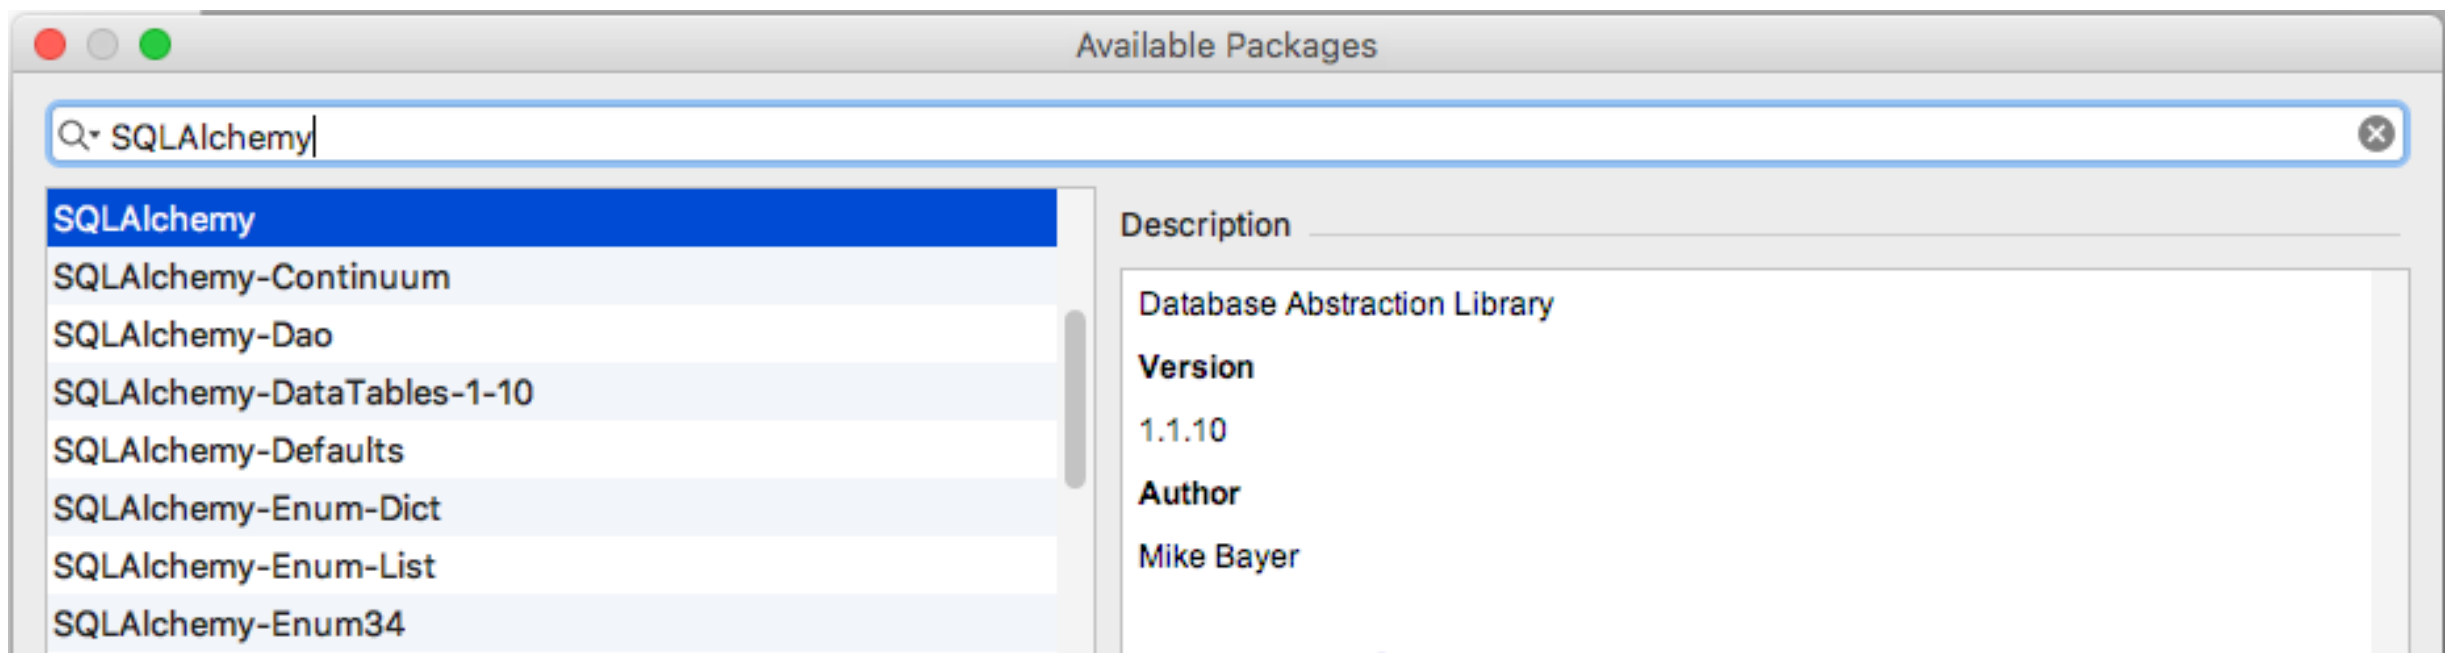 Available Packages
SQLAlchemy
SQLAlchemy
SQLAlchemy-Continuum
SQLAlchemy-Dao
SQLAlchemy-DataTables-1-10
SQLAlchemy-Defaults
SQLAlchemy-Enum-Dict
SQLAlchemy-Enum-List
SQLAlchemy-Enum34
Description
Database Abstraction Library
Version
1.1.10
Author
Mike Bayer